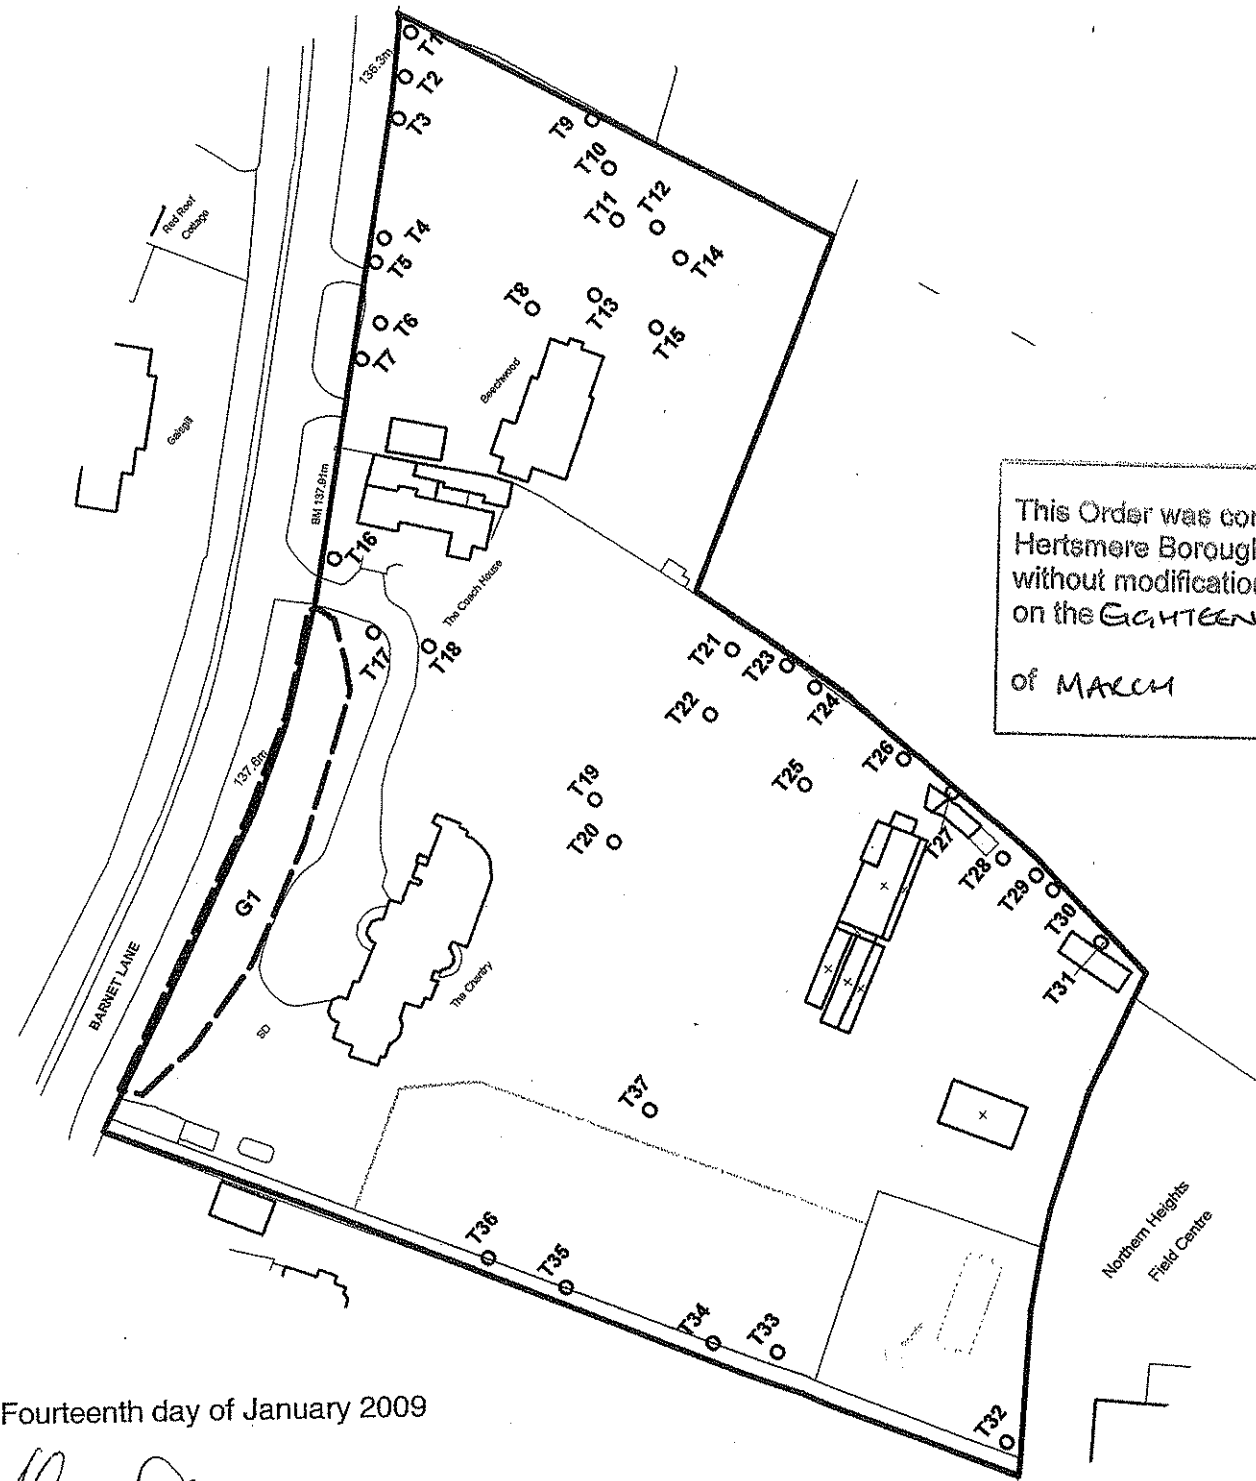 T1
136.3m
T2
T3
T9
T10
T11
T12
T14
Red Roof
Cottage
T4
T5
T8
T13
T6
T15
T7
Beechwood
BM 137.91m
T16
The Coach House
This Order was con
Hertsmere Boroug
without modification
on the EIGHTEEN
of MARCH
T17
T18
T21
T23
T24
T22
T26
137.6m
T19
T25
T20
T27
T28
T29
T30
T31
G1
BARNET LANE
The Chantry
SD
T37
T36
T35
T34
T33
T32
Northern Heights
Field Centre
Fourteenth day of January 2009